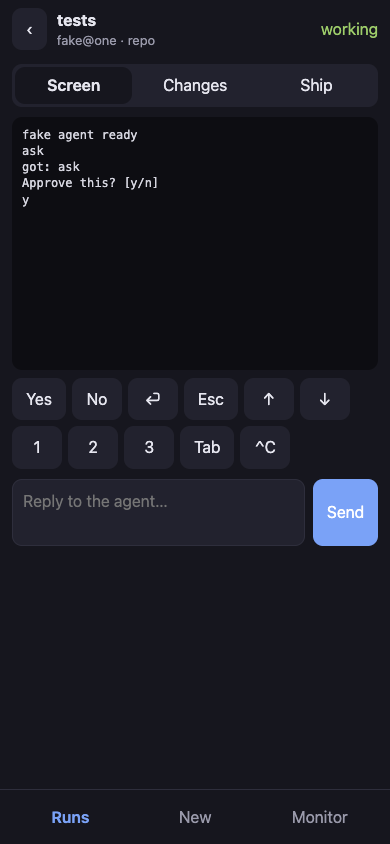 ‹
tests
fake@one · repo
working
Screen
Changes
Ship
fake agent ready
ask
got: ask
Approve this? [y/n]
y
Yes
No
↵
Esc
↑
↓
1
2
3
Tab
^C
Reply to the agent...
Send
Runs
New
Monitor